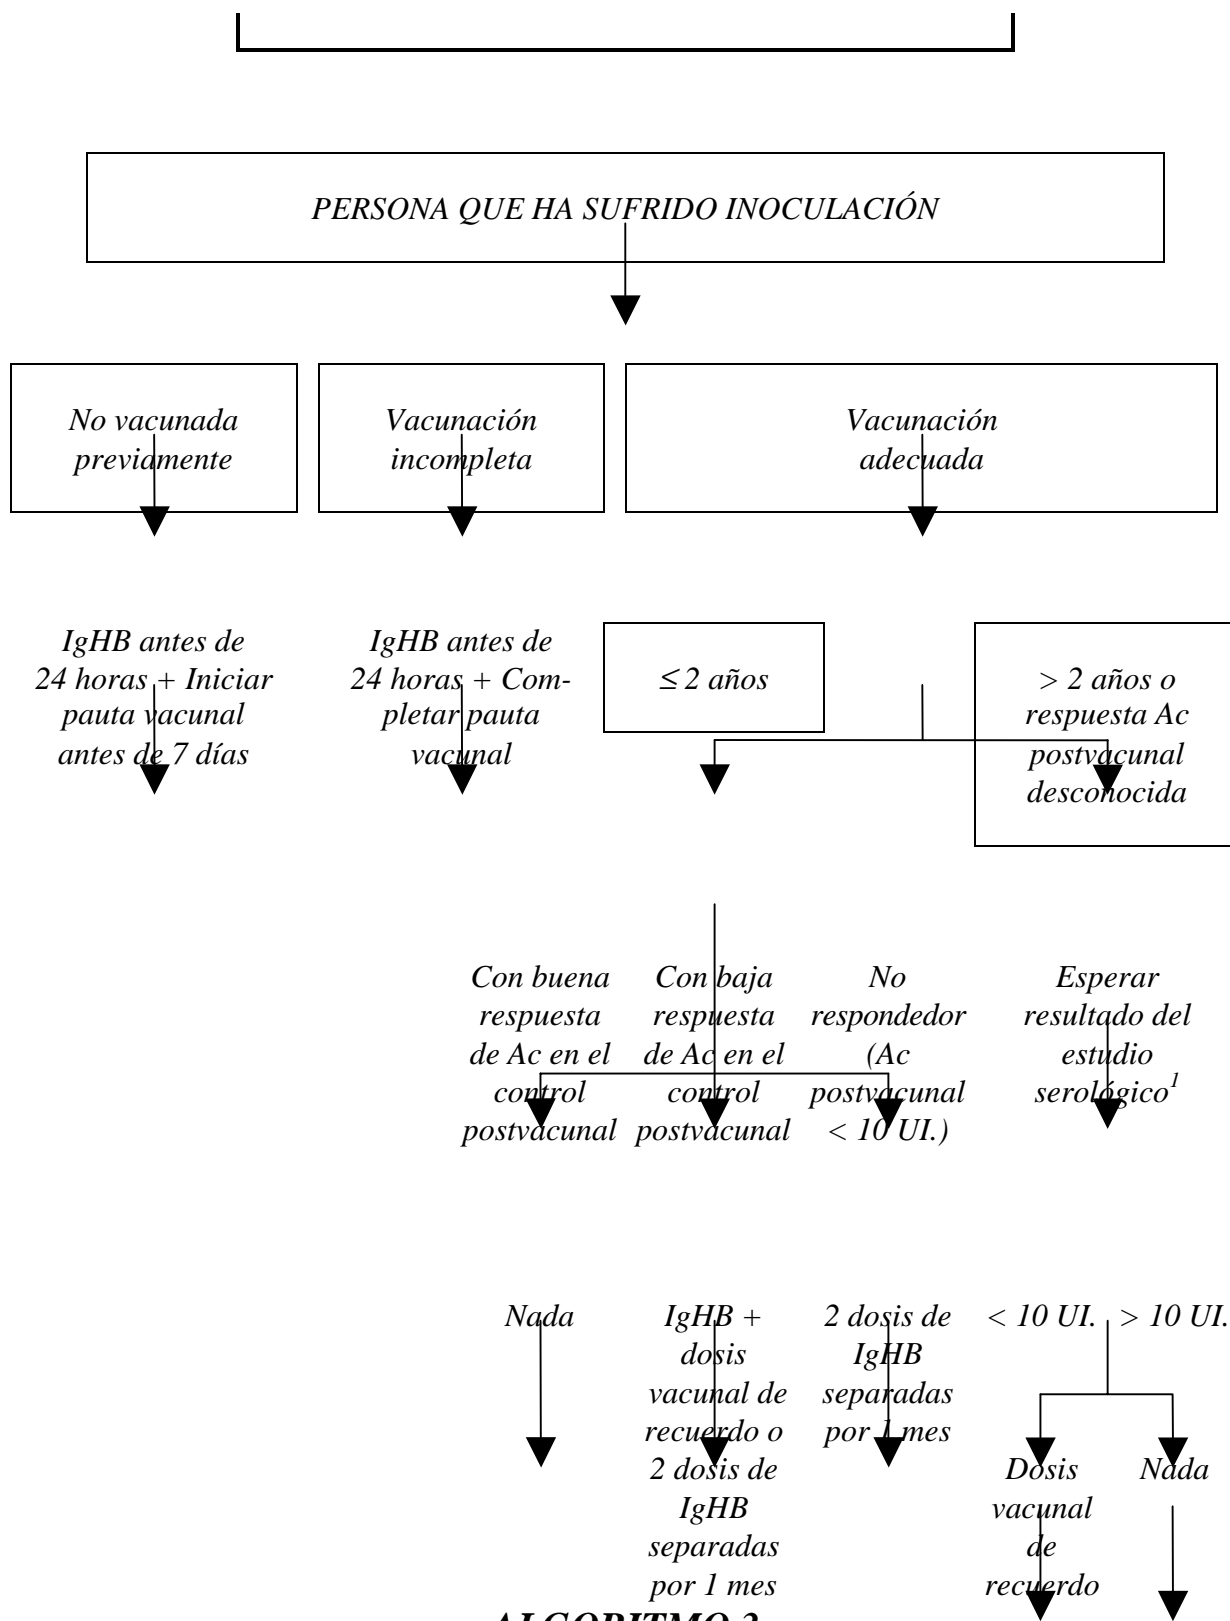 PERSONA QUE HA SUFRIDO INOCULACIÓN
No vacunada
previamente
Vacunación
incompleta
Vacunación
adecuada
IgHB antes de
24 horas + Iniciar
pauta vacunal
antes de 7 días
IgHB antes de
24 horas + Com-
pletar pauta
vacunal
≤ 2 años
> 2 años o
respuesta Ac
postvacunal
desconocida
Con buena
respuesta
de Ac en el
control
postvacunal
Con baja
respuesta
de Ac en el
control
postvacunal
No
respondedor
(Ac
postvacunal
< 10 UI.)
Esperar
resultado del
estudio
serológico1
Nada
IgHB +
dosis
vacunal de
recuerdo o
2 dosis de
IgHB
separadas
por 1 mes
2 dosis de
IgHB
separadas
por 1 mes
< 10 UI.
> 10 UI.
Dosis
vacunal
de
recuerdo
Nada
ALGORITMO 2